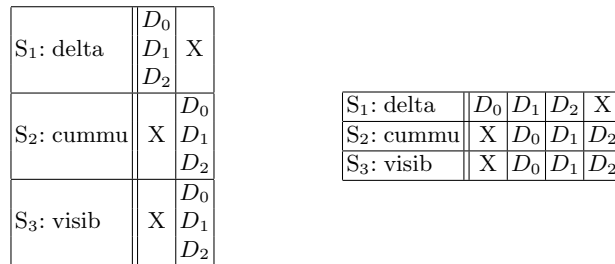 D0
S1: delta D1 X
D2
D0
S2: cummu X D1
D2
D0
S3: visib X D1
D2
S1: delta D0 D1 D2 X
S2: cummu X D0 D1 D2
S3: visib X D0 D1 D2